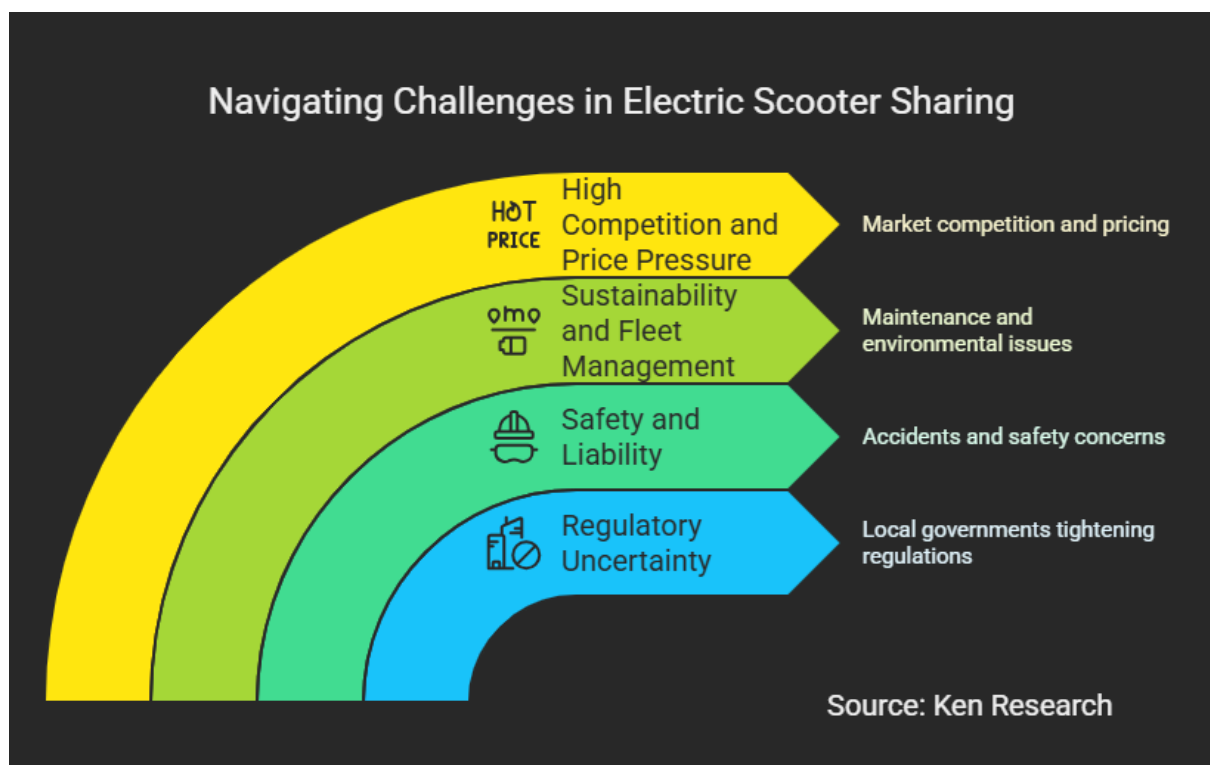 Navigating Challenges in Electric Scooter Sharing
HOT
PRICE
High
Competition and
Price Pressure
Market competition and pricing
Sustainability
and Fleet
Management
Maintenance and
environmental issues
Safety and
Liability
Accidents and safety concerns
Regulatory
Uncertainty
Local governments tightening
regulations
Source: Ken Research